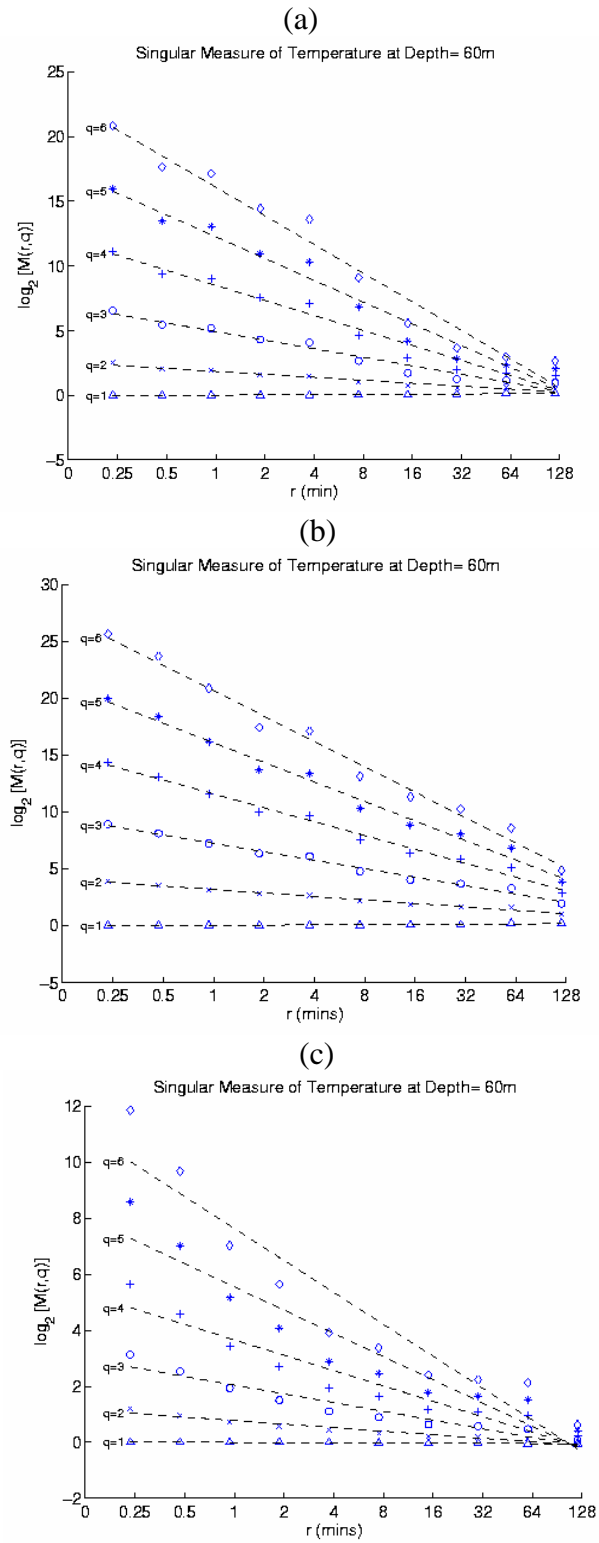 (a)
Singular Measure of Temperature at Depth= 60m
25
20
15
10
5
0
−5
log2 [M(r,q)]
q=6
q=5
q=4
q=3
q=2
q=1
0 0.25 0.5 1 2 4 8 16 32 64 128
r (min)
(b)
Singular Measure of Temperature at Depth= 60m
30
25
20
15
10
5
0
−5
log2 [M(r,q)]
q=6
q=5
q=4
q=3
q=2
q=1
0 0.25 0.5 1 2 4 8 16 32 64 128
r (mins)
(c)
Singular Measure of Temperature at Depth= 60m
12
10
8
6
4
2
0
−2
log2 [M(r,q)]
q=6
q=5
q=4
q=3
q=2
q=1
0 0.25 0.5 1 2 4 8 16 32 64 128
r (mins)